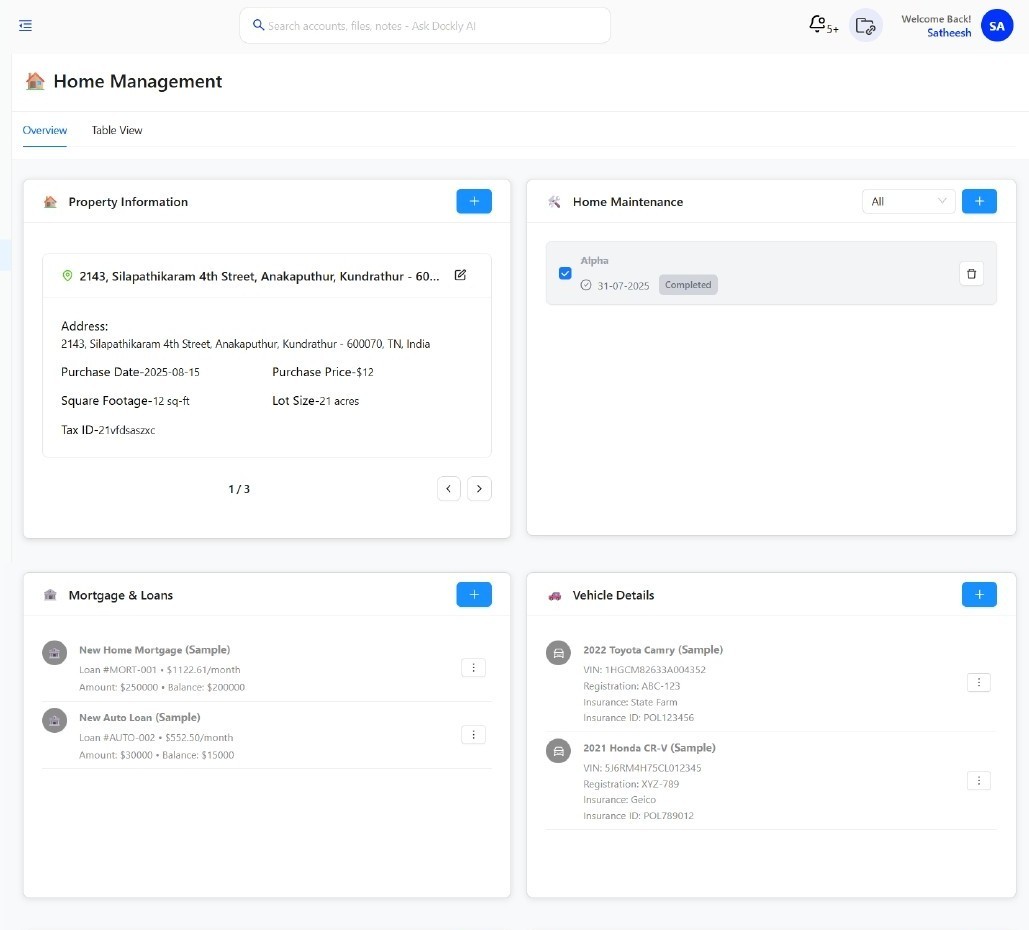 Search accounts, files, notes - Ask Dockly AI
5+
Welcome Back!
Satheesh
SA
Home Management
Overview
Table View
Property Information
+
2143, Silapathikaram 4th Street, Anakaputhur, Kundrathur - 60...
Address:
2143, Silapathikaram 4th Street, Anakaputhur, Kundrathur - 600070, TN, India
Purchase Date-2025-08-15
Purchase Price-$12
Square Footage-12 sq-ft
Lot Size-21 acres
Tax ID-21vfdsaszxc
1 / 3
Home Maintenance
All
+
Alpha
31-07-2025
Completed
Mortgage & Loans
+
New Home Mortgage (Sample)
Loan #MORT-001 • $1122.61/month
Amount: $250000 • Balance: $200000
New Auto Loan (Sample)
Loan #AUTO-002 • $552.50/month
Amount: $30000 • Balance: $15000
Vehicle Details
+
2022 Toyota Camry (Sample)
VIN: 1HGCM82633A004352
Registration: ABC-123
Insurance: State Farm
Insurance ID: POL123456
2021 Honda CR-V (Sample)
VIN: 5J6RM4H75CL012345
Registration: XYZ-789
Insurance: Geico
Insurance ID: POL789012